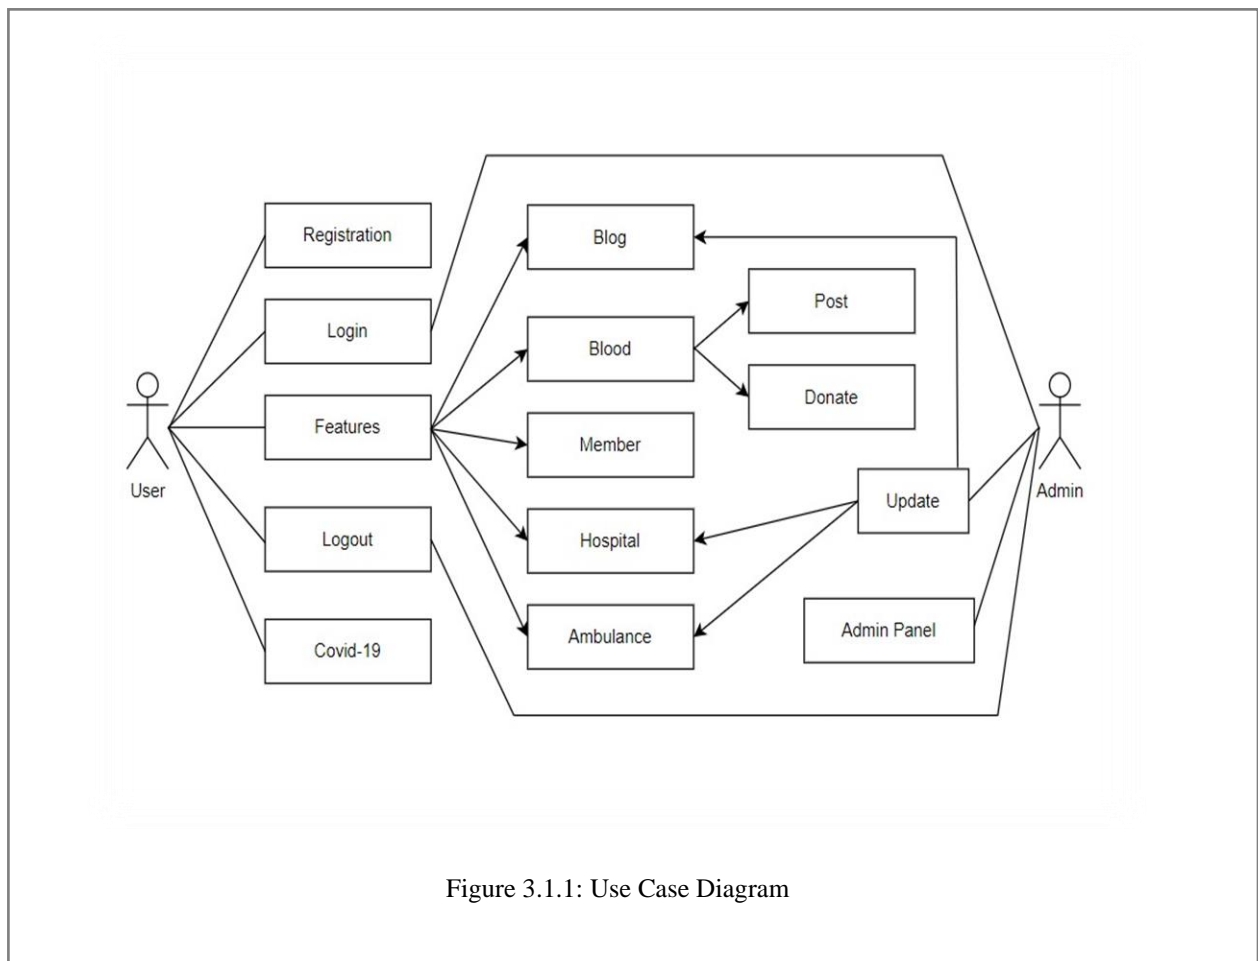 Registration
Login
Features
Logout
Covid-19
User
Blog
Blood
Member
Hospital
Ambulance
Post
Donate
Update
Admin Panel
Admin
Figure 3.1.1: Use Case Diagram